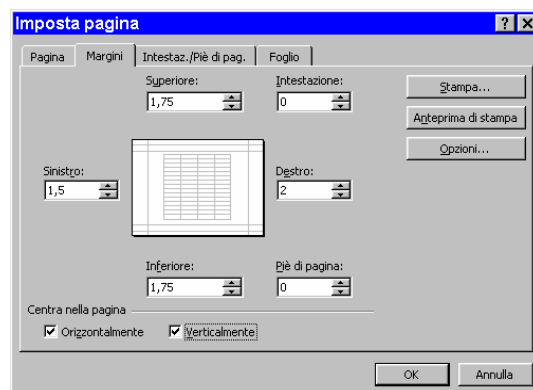 Imposta pagina
Pagina Margini Intestaz./Piè di pag. Foglio
Superiore: Intestazione:
1,75 0
Stampa...
Anteprima di stampa
Opzioni...
Sinistro: Destro:
1,5 2
Inferiore: Piè di pagina:
1,75 0
Centra nella pagina
Orizzontalmente Verticalmente
OK Annulla